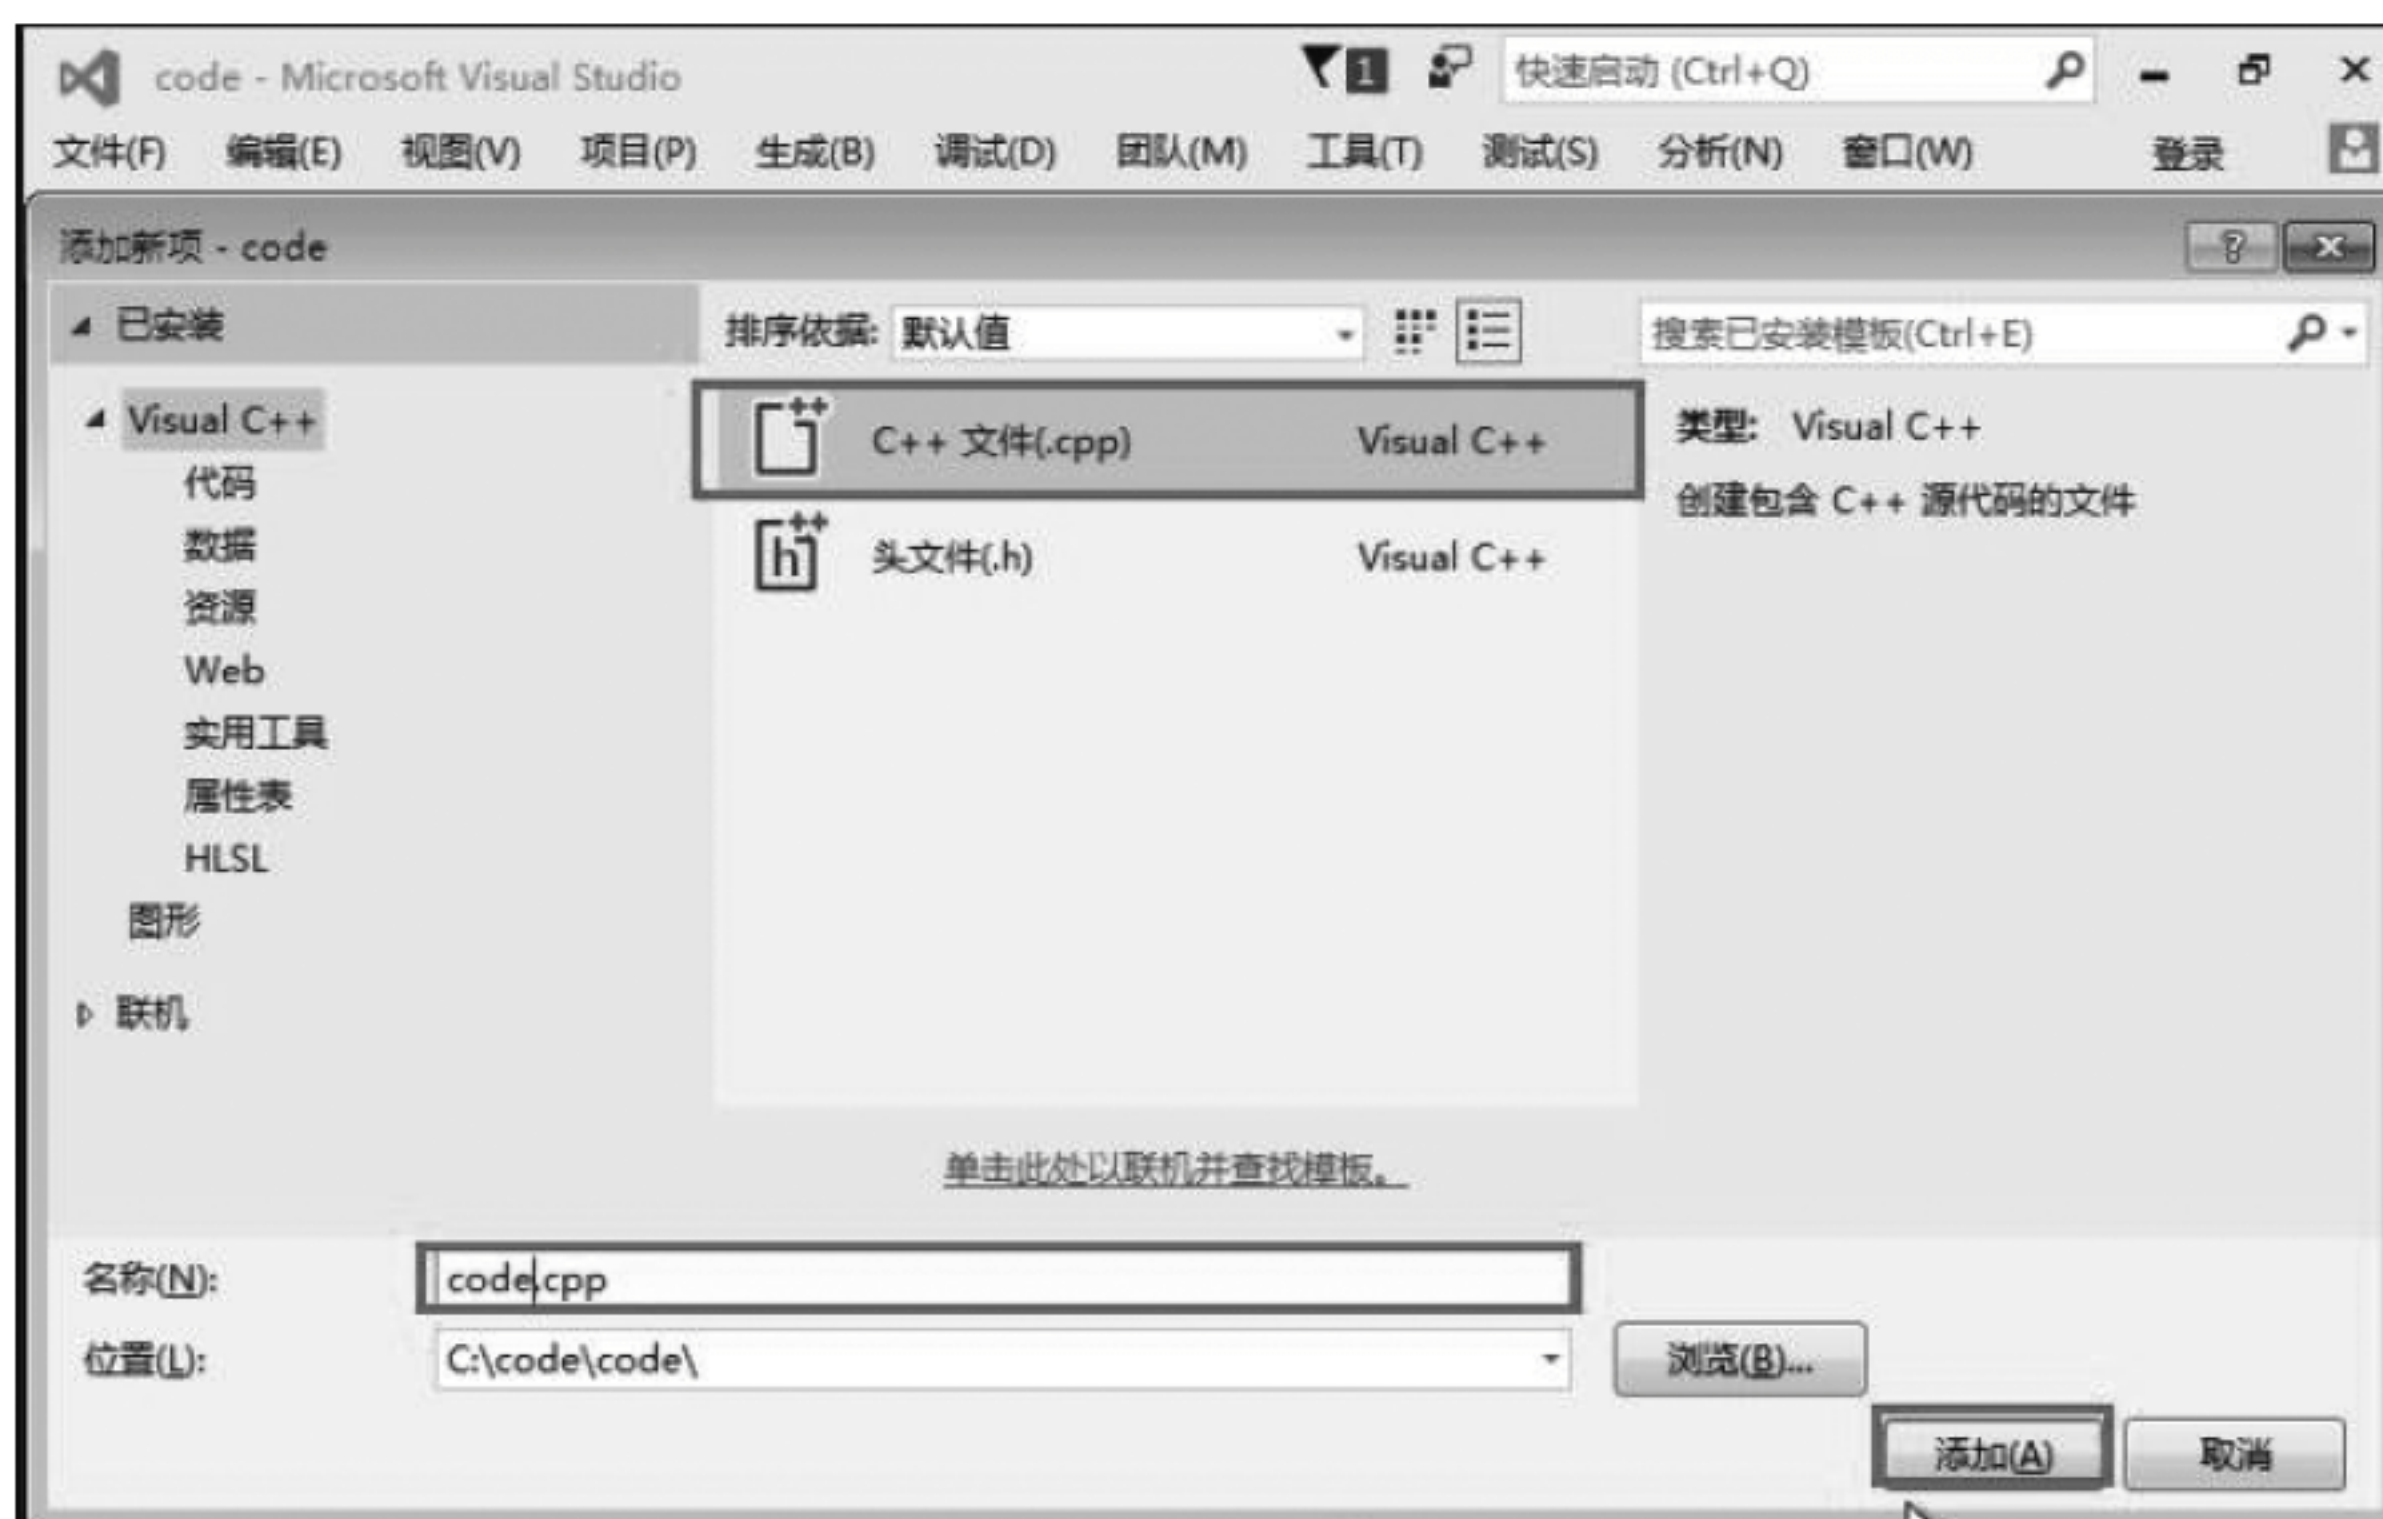 code - Microsoft Visual Studio
1
快速启动 (Ctrl+Q)
文件(F) 编辑(E) 视图(V) 项目(P) 生成(B) 调试(D) 团队(M) 工具(T) 测试(S) 分析(N) 窗口(W) 登录
添加新项 - code
已安装
排序依据: 默认值
搜索已安装模板(Ctrl+E)
Visual C++
代码
数据
资源
Web
实用工具
属性表
HLSL
图形
联机
C++ 文件(.cpp) Visual C++
头文件(.h) Visual C++
类型: Visual C++
创建包含 C++ 源代码的文件
单击此处以联机并查找模板。
名称(N): code.cpp
位置(L): C:\code\code\
浏览(B)...
添加(A) 取消